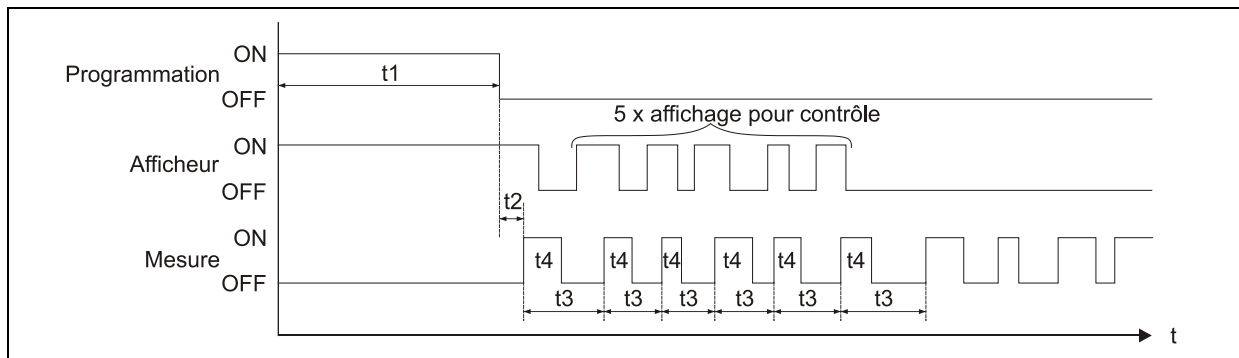 ON
Programmation
t1
OFF
5 x affichage pour contrôle
ON
Afficheur
OFF
t2
ON
Mesure
t4 t4 t4 t4 t4 t4
OFF
t3 t3 t3 t3 t3 t3
t